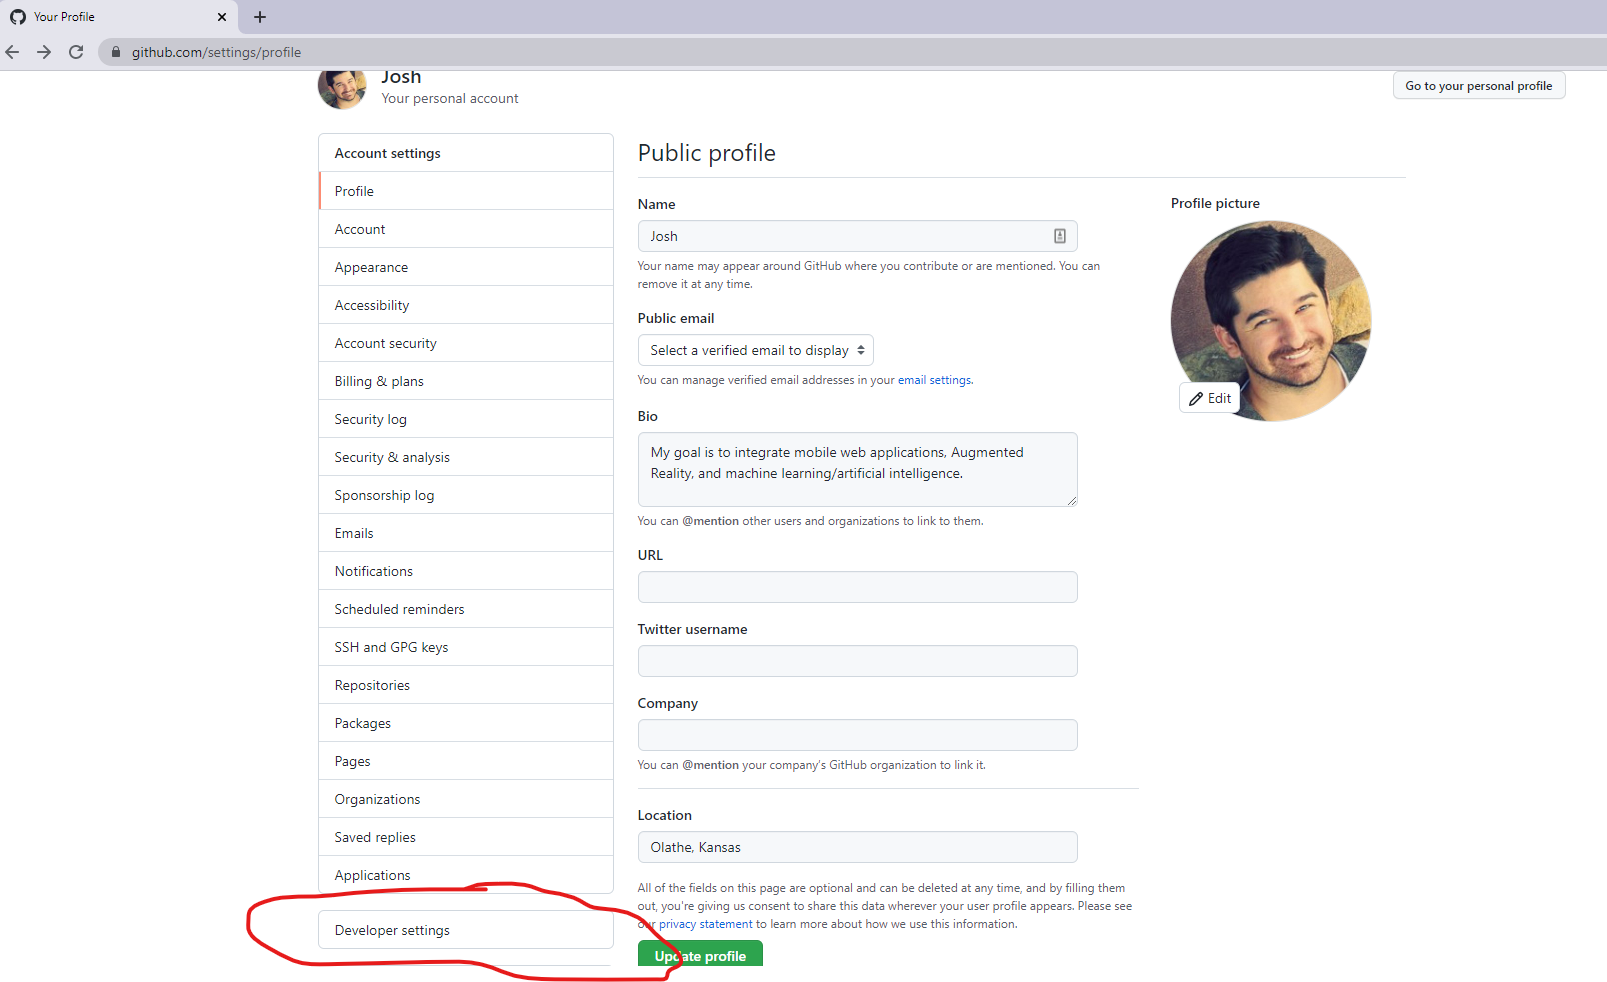 Your Profile
github.com/settings/profile
Josh
Your personal account
Go to your personal profile
Account settings
Profile
Account
Appearance
Accessibility
Account security
Billing & plans
Security log
Security & analysis
Sponsorship log
Emails
Notifications
Scheduled reminders
SSH and GPG keys
Repositories
Packages
Pages
Organizations
Saved replies
Applications
Developer settings
Public profile
Name
Josh
Your name may appear around GitHub where you contribute or are mentioned. You can
remove it at any time.
Public email
Select a verified email to display
You can manage verified email addresses in your email settings.
Bio
My goal is to integrate mobile web applications, Augmented
Reality, and machine learning/artificial intelligence.
You can @mention other users and organizations to link to them.
URL
Twitter username
Company
You can @mention your company's GitHub organization to link it.
Location
Olathe, Kansas
All of the fields on this page are optional and can be deleted at any time, and by filling them
out, you're giving us consent to share this data wherever your user profile appears. Please see
our privacy statement to learn more about how we use this information.
Update profile
Profile picture
Edit